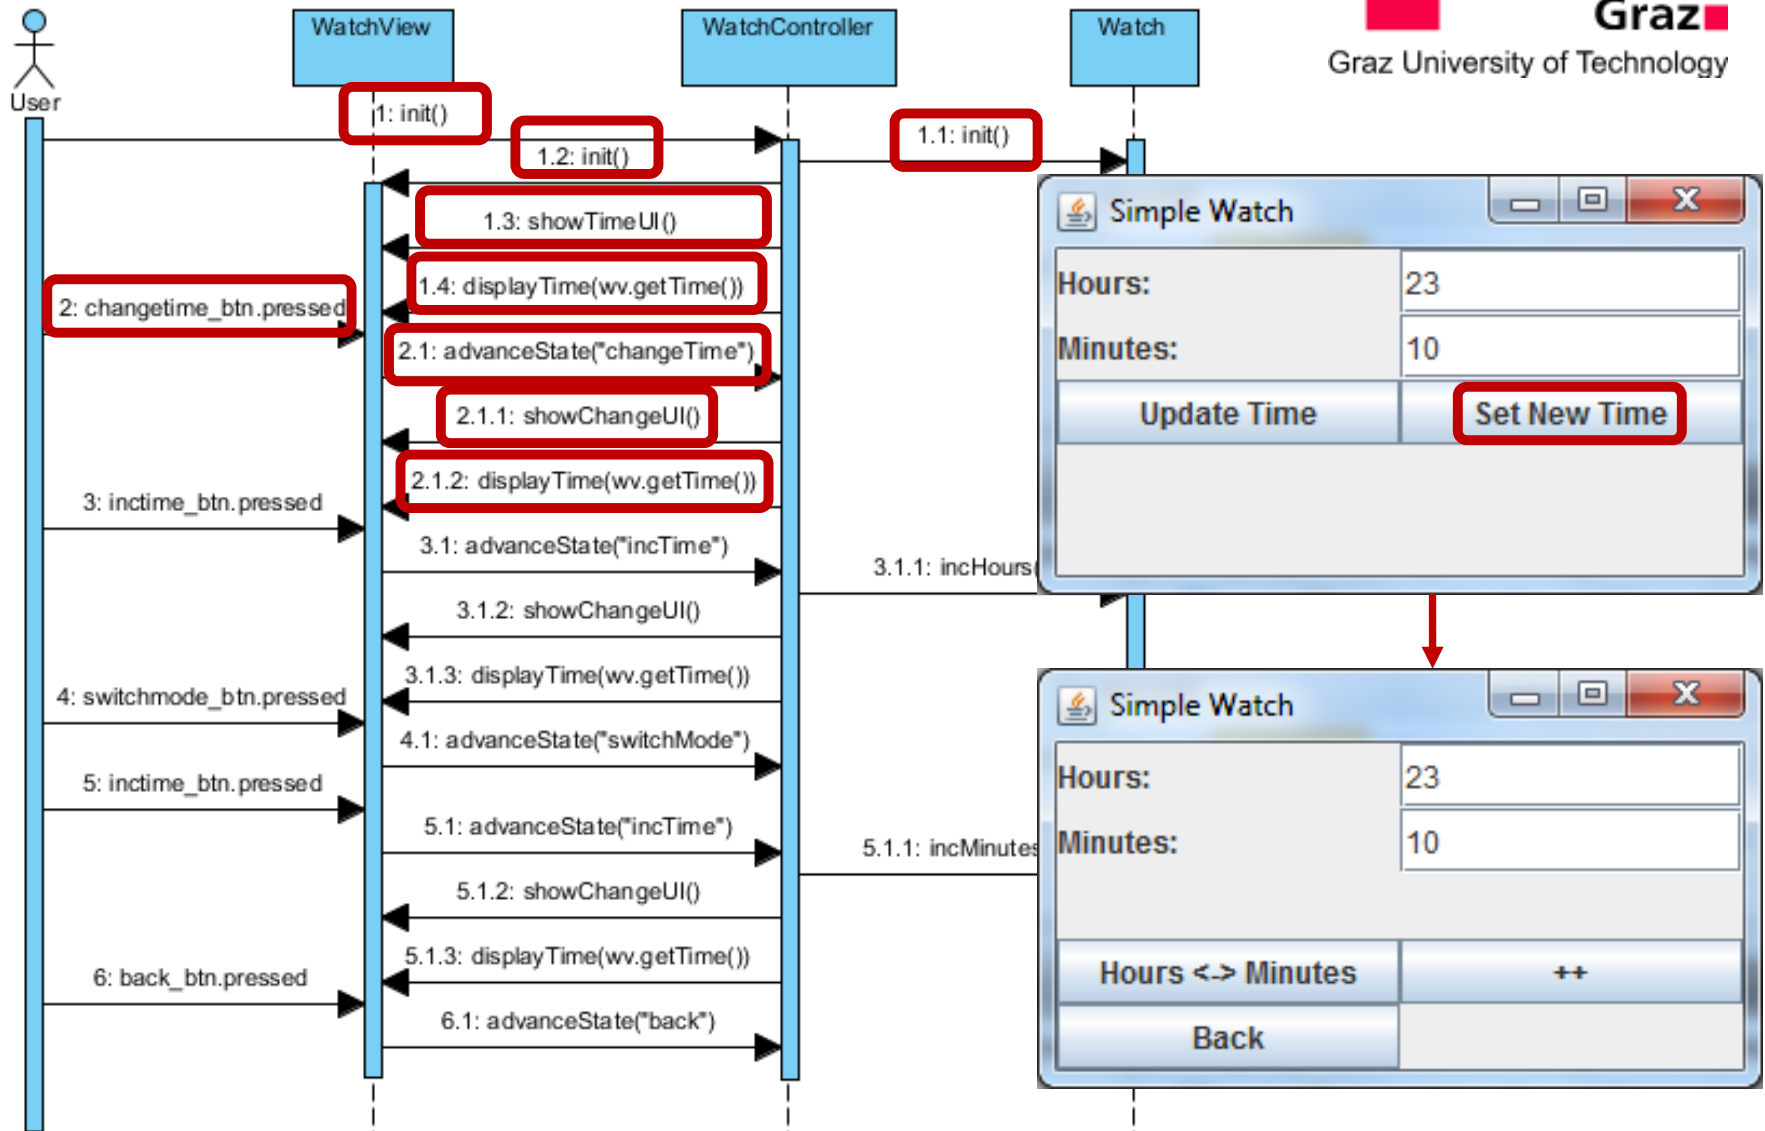 Graz
Graz University of Technology
WatchView
WatchController
Watch
User
1: init()
1.1: init()
1.2: init()
1.3: showTimeUI()
1.4: displayTime(wv.getTime())
2: changetime_btn.pressed
2.1: advanceState("changeTime")
2.1.1: showChangeUI()
2.1.2: displayTime(wv.getTime())
3: inctime_btn.pressed
3.1: advanceState("incTime")
3.1.1: incHours(
3.1.2: showChangeUI()
3.1.3: displayTime(wv.getTime())
4: switchmode_btn.pressed
4.1: advanceState("switchMode")
5: inctime_btn.pressed
5.1: advanceState("incTime")
5.1.1: incMinutes
5.1.2: showChangeUI()
5.1.3: displayTime(wv.getTime())
6: back_btn.pressed
6.1: advanceState("back")
Simple Watch
Hours: 23
Minutes: 10
Update Time Set New Time
Simple Watch
Hours: 23
Minutes: 10
Hours <-> Minutes ++
Back